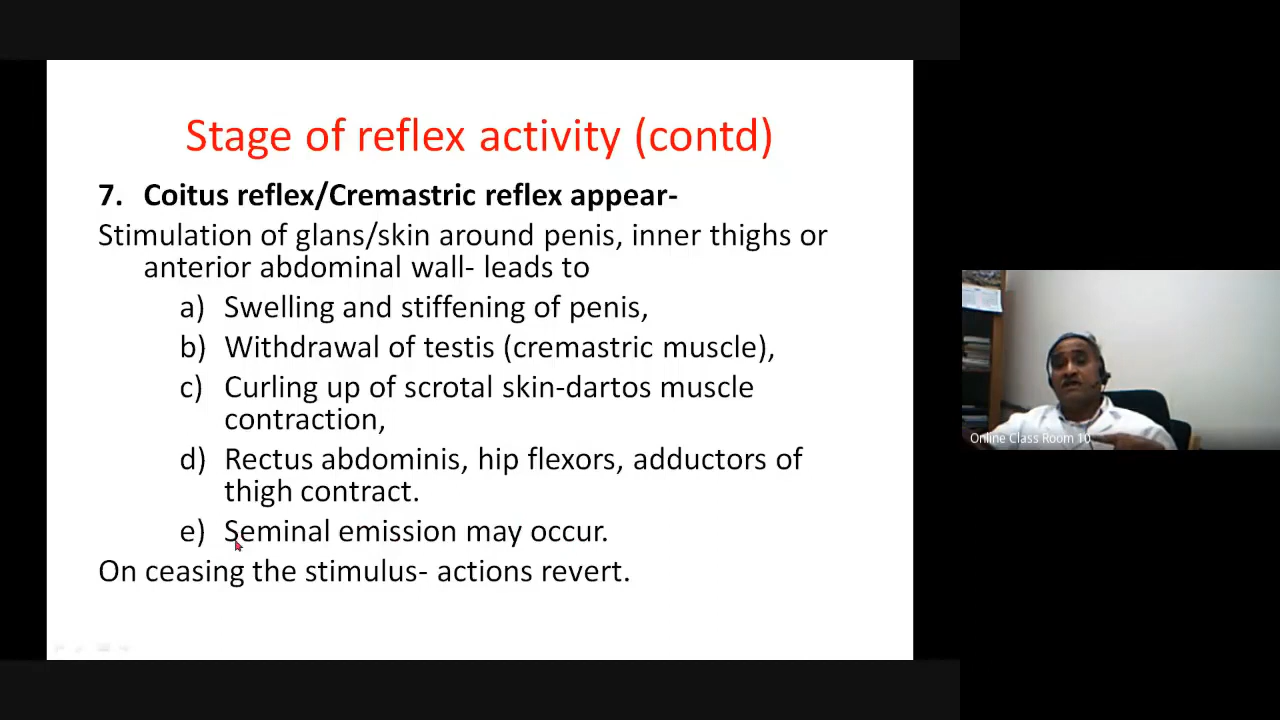 Stage of reflex activity (contd)
7. Coitus reflex/Cremastric reflex appear-
Stimulation of glans/skin around penis, inner thighs or
anterior abdominal wall- leads to
a) Swelling and stiffening of penis,
b) Withdrawal of testis (cremastric muscle),
c) Curling up of scrotal skin-dartos muscle
contraction,
d) Rectus abdominis, hip flexors, adductors of
thigh contract.
e) Seminal emission may occur.
On ceasing the stimulus- actions revert.
Online Class Room 10